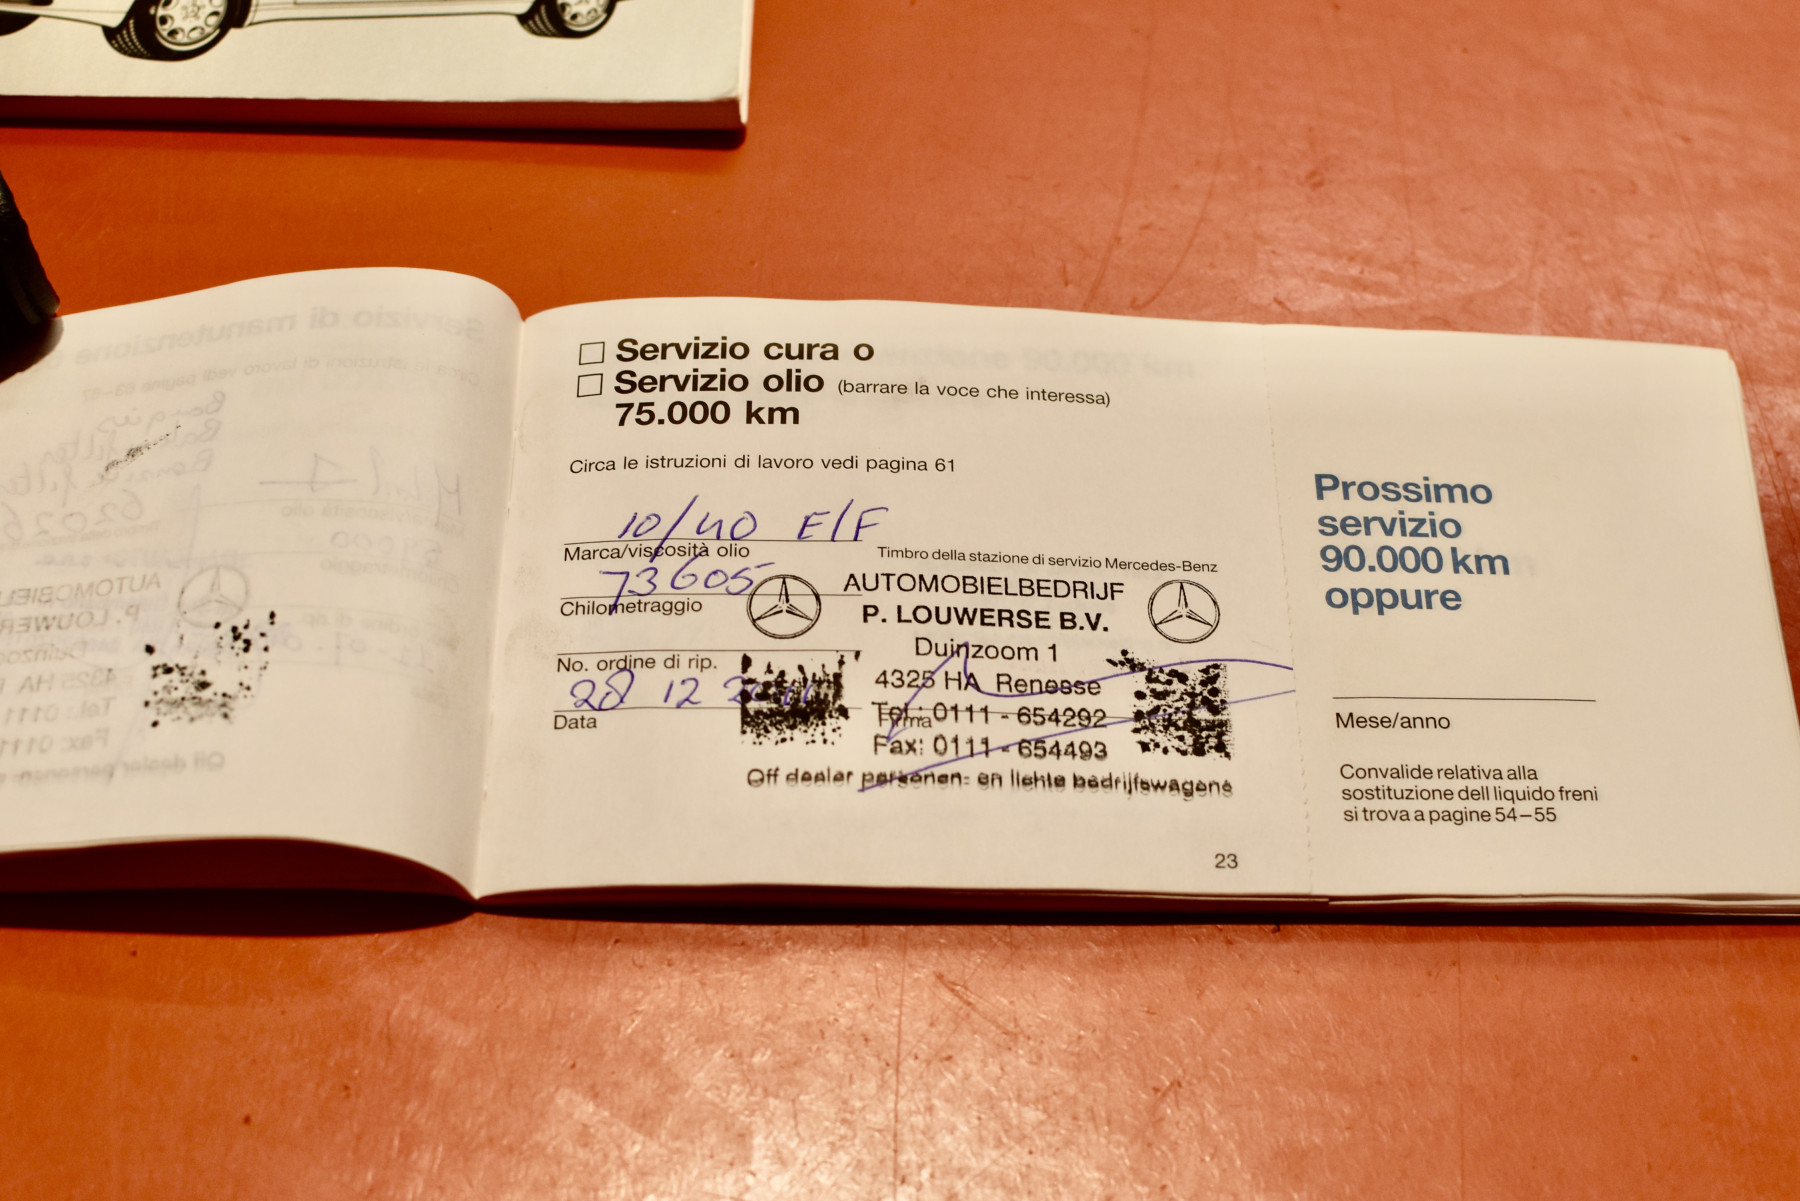 Servizio cura o
Servizio olio (barrare la voce che interessa)
75.000 km
Circa le istruzioni di lavoro vedi pagina 61
10/40 E/F
Marca/viscosità olio
73605
Chilometraggio
No. ordine di rip.
28 12
Data
Timbro della stazione di servizio Mercedes-Benz
AUTOMOBIELBEDRIJF
P. LOUWERSE B.V.
Duinzoom 1
4325 HA Renesse
Tel.: 0111 - 654292
Firma
Fax: 0111 - 654493
Off dealer personen- en lichte bedrijfswagens
23
Prossimo
servizio
90.000 km
oppure
Mese/anno
Convalide relativa alla
sostituzione dell liquido freni
si trova a pagine 54–55